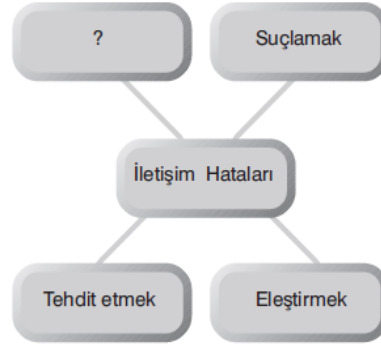 ?
Suçlamak
İletişim Hataları
Tehdit etmek
Eleştirmek